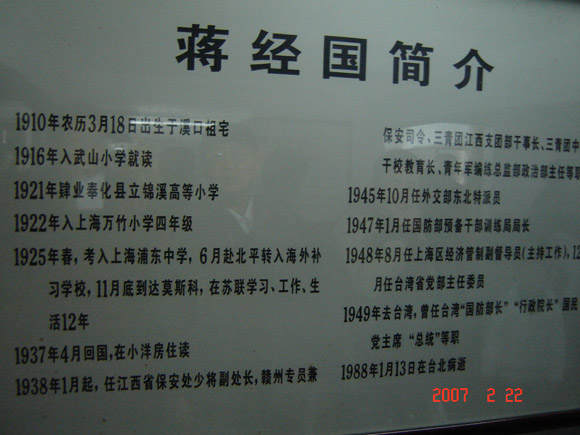 蒋经国简介
1910年农历3月18日出生于溪口祖宅
1916年入武山小学就读
1921年肄业奉化县立锦溪高等小学
1922年入上海万竹小学四年级
1925年春，考入上海浦东中学，6月赴北平转入海外补
习学校，11月底到达莫斯科，在苏联学习、工作、生
活12年
1937年4月回国，在小洋房住读
1938年1月起，任江西省保安处少将副处长，赣州专员兼
保安司令、三青团江西支团部干事长、三青团中
干校教育长、青年军编练总监部政治部主任等职
1945年10月任外交部东北特派员
1947年1月任国防部预备干部训练局局长
1948年8月任上海区经济管制副督导员（主持工作），12
月任台湾省党部主任委员
1949年去台湾，曾任台湾“国防部长”“行政院长”国民
党主席“总统”等职
1988年1月13日在台北病逝
2007 2 22